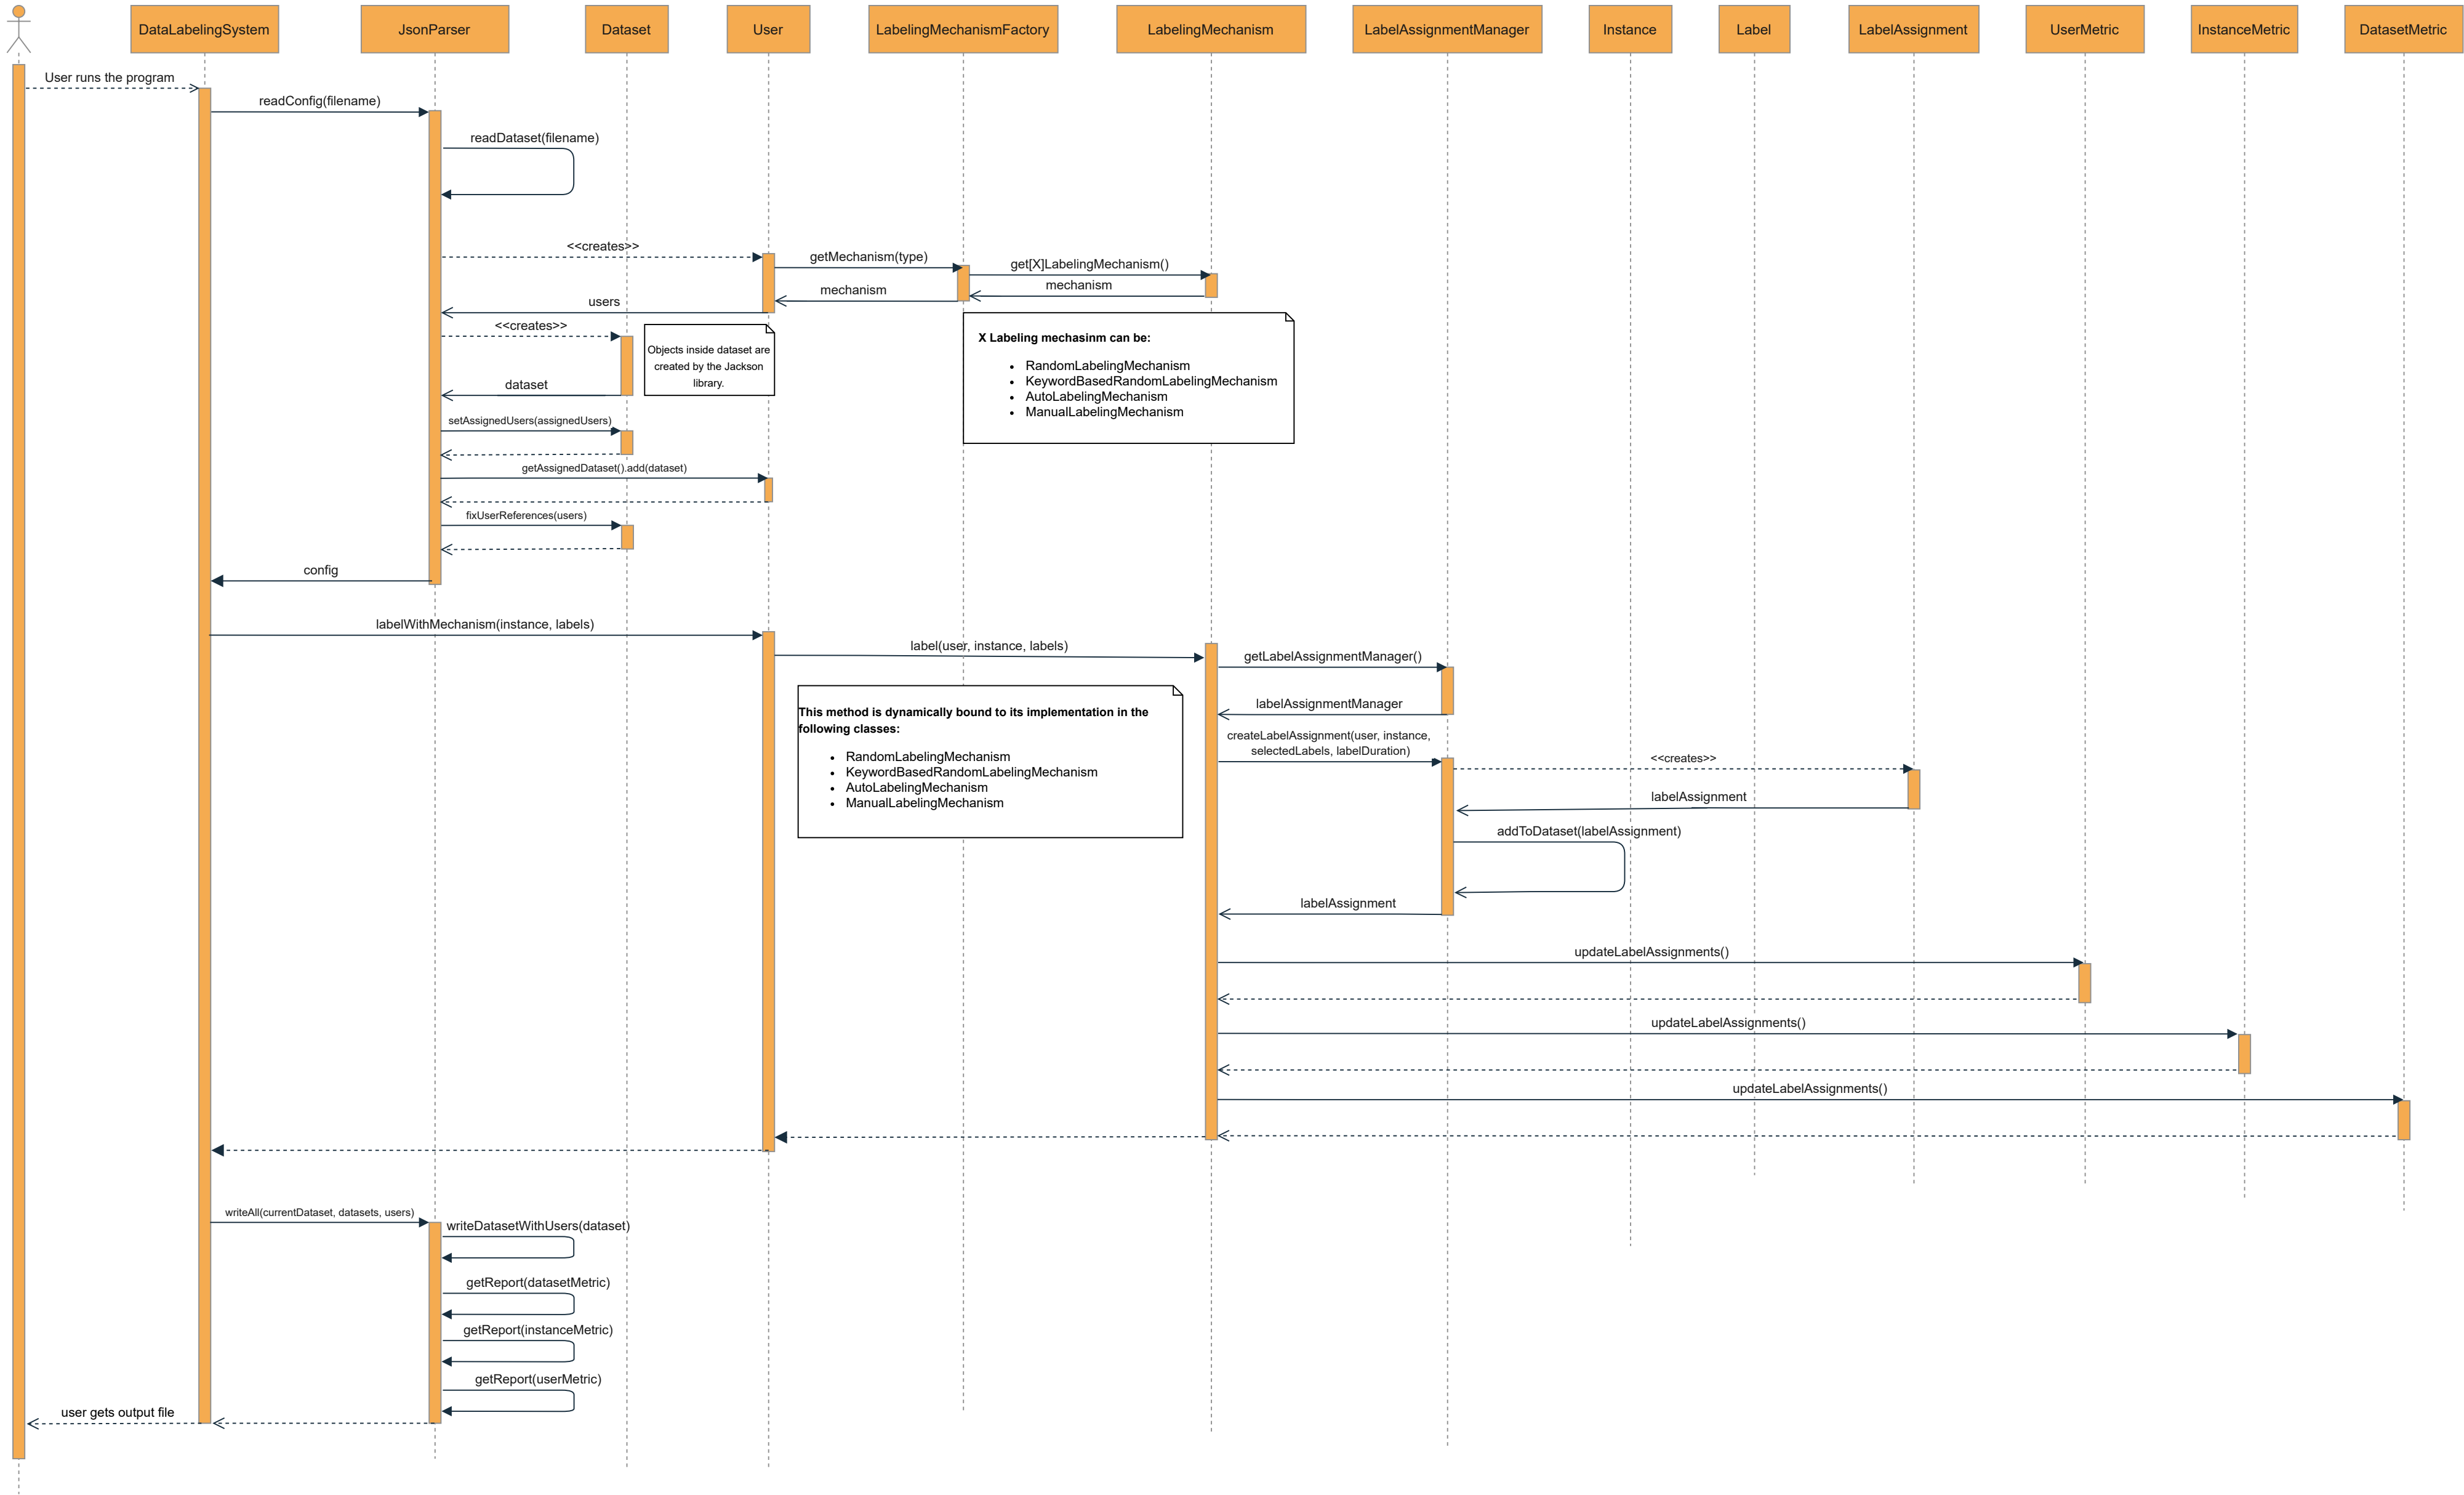 DataLabelingSystem
JsonParser
Dataset
User
LabelingMechanismFactory
LabelingMechanism
LabelAssignmentManager
Instance
Label
LabelAssignment
UserMetric
InstanceMetric
DatasetMetric
User runs the program
readConfig(filename)
readDataset(filename)
<<creates>>
getMechanism(type)
get[X]LabelingMechanism()
mechanism
mechanism
users
<<creates>>
Objects inside dataset are
created by the Jackson
library.
X Labeling mechasinm can be:
• RandomLabelingMechanism
• KeywordBasedRandomLabelingMechanism
• AutoLabelingMechanism
• ManualLabelingMechanism
dataset
setAssignedUsers(assignedUsers)
getAssignedDataset().add(dataset)
fixUserReferences(users)
config
labelWithMechanism(instance, labels)
label(user, instance, labels)
getLabelAssignmentManager()
This method is dynamically bound to its implementation in the
following classes:
• RandomLabelingMechanism
• KeywordBasedRandomLabelingMechanism
• AutoLabelingMechanism
• ManualLabelingMechanism
labelAssignmentManager
createLabelAssignment(user, instance,
selectedLabels, labelDuration)
<<creates>>
labelAssignment
addToDataset(labelAssignment)
labelAssignment
updateLabelAssignments()
updateLabelAssignments()
updateLabelAssignments()
writeAll(currentDataset, datasets, users)
writeDatasetWithUsers(dataset)
getReport(datasetMetric)
getReport(instanceMetric)
getReport(userMetric)
user gets output file